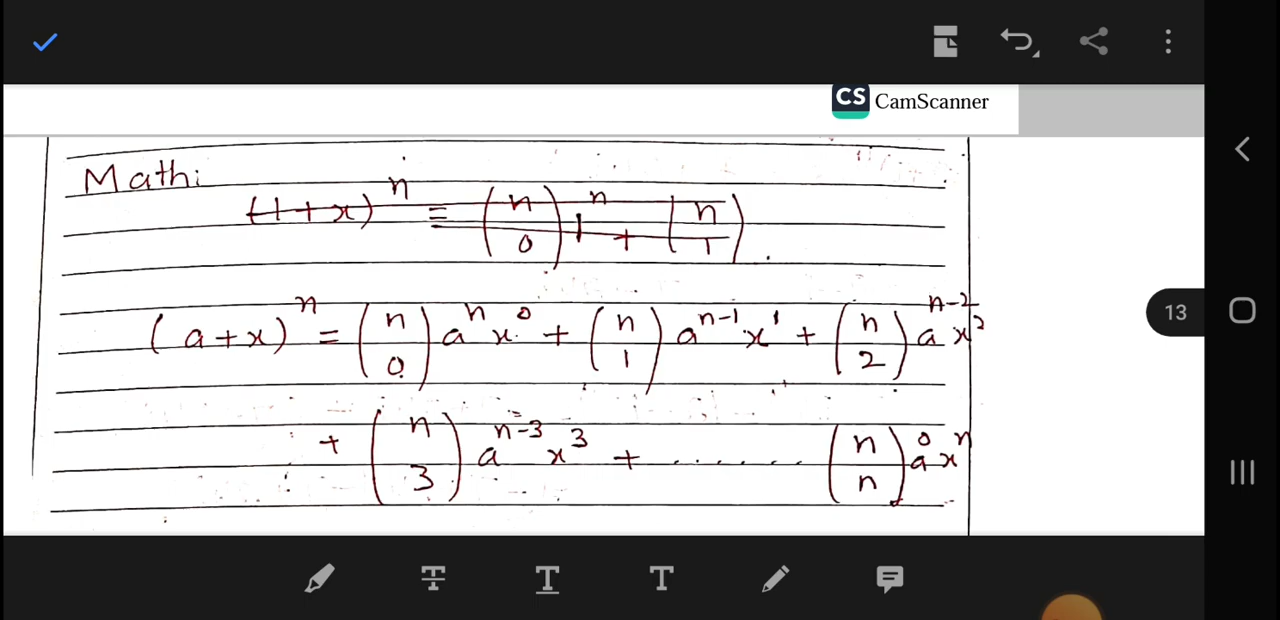 CS CamScanner
Math:
(1+x)^n = (n 0) 1^n + (n 1)
(a+x)^n = (n 0) a^n x^0 + (n 1) a^{n-1} x^1 + (n 2) a^{n-2} x^2
+ (n 3) a^{n-3} x^3 + ........ (n n) a^0 x^n
13
T T T